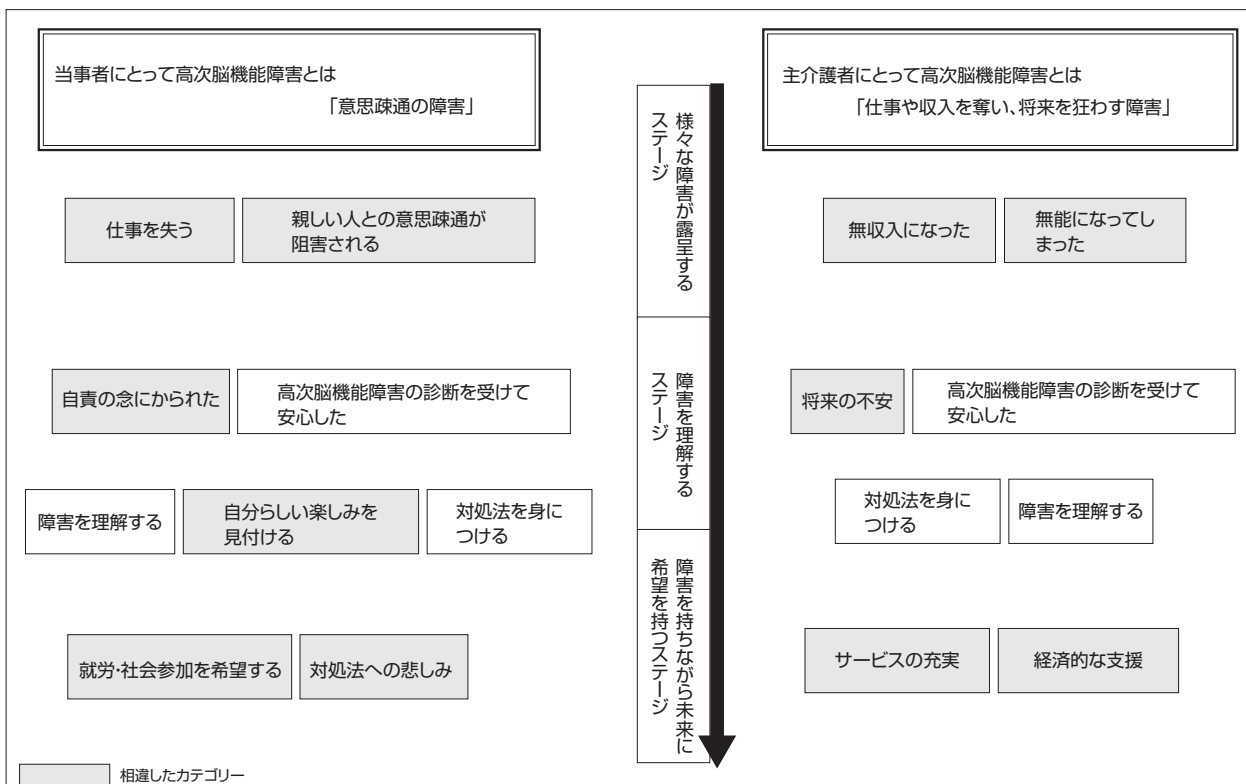 当事者にとって高次脳機能障害とは
「意思疎通の障害」
仕事を失う
親しい人との意思疎通が
阻害される
自責の念にかられた
高次脳機能障害の診断を受けて
安心した
障害を理解する
自分らしい楽しみを
見付ける
対処法を身に
つける
就労・社会参加を希望する
対処法への悲しみ
様々な障害が露呈する
ステージ
障害を理解する
ステージ
障害を持ちながら未来に
希望を持つステージ
主介護者にとって高次脳機能障害とは
「仕事や収入を奪い、将来を狂わす障害」
無収入になった
無能になってし
まった
将来の不安
高次脳機能障害の診断を受けて
安心した
対処法を身に
つける
障害を理解する
サービスの充実
経済的な支援
相違したカテゴリー